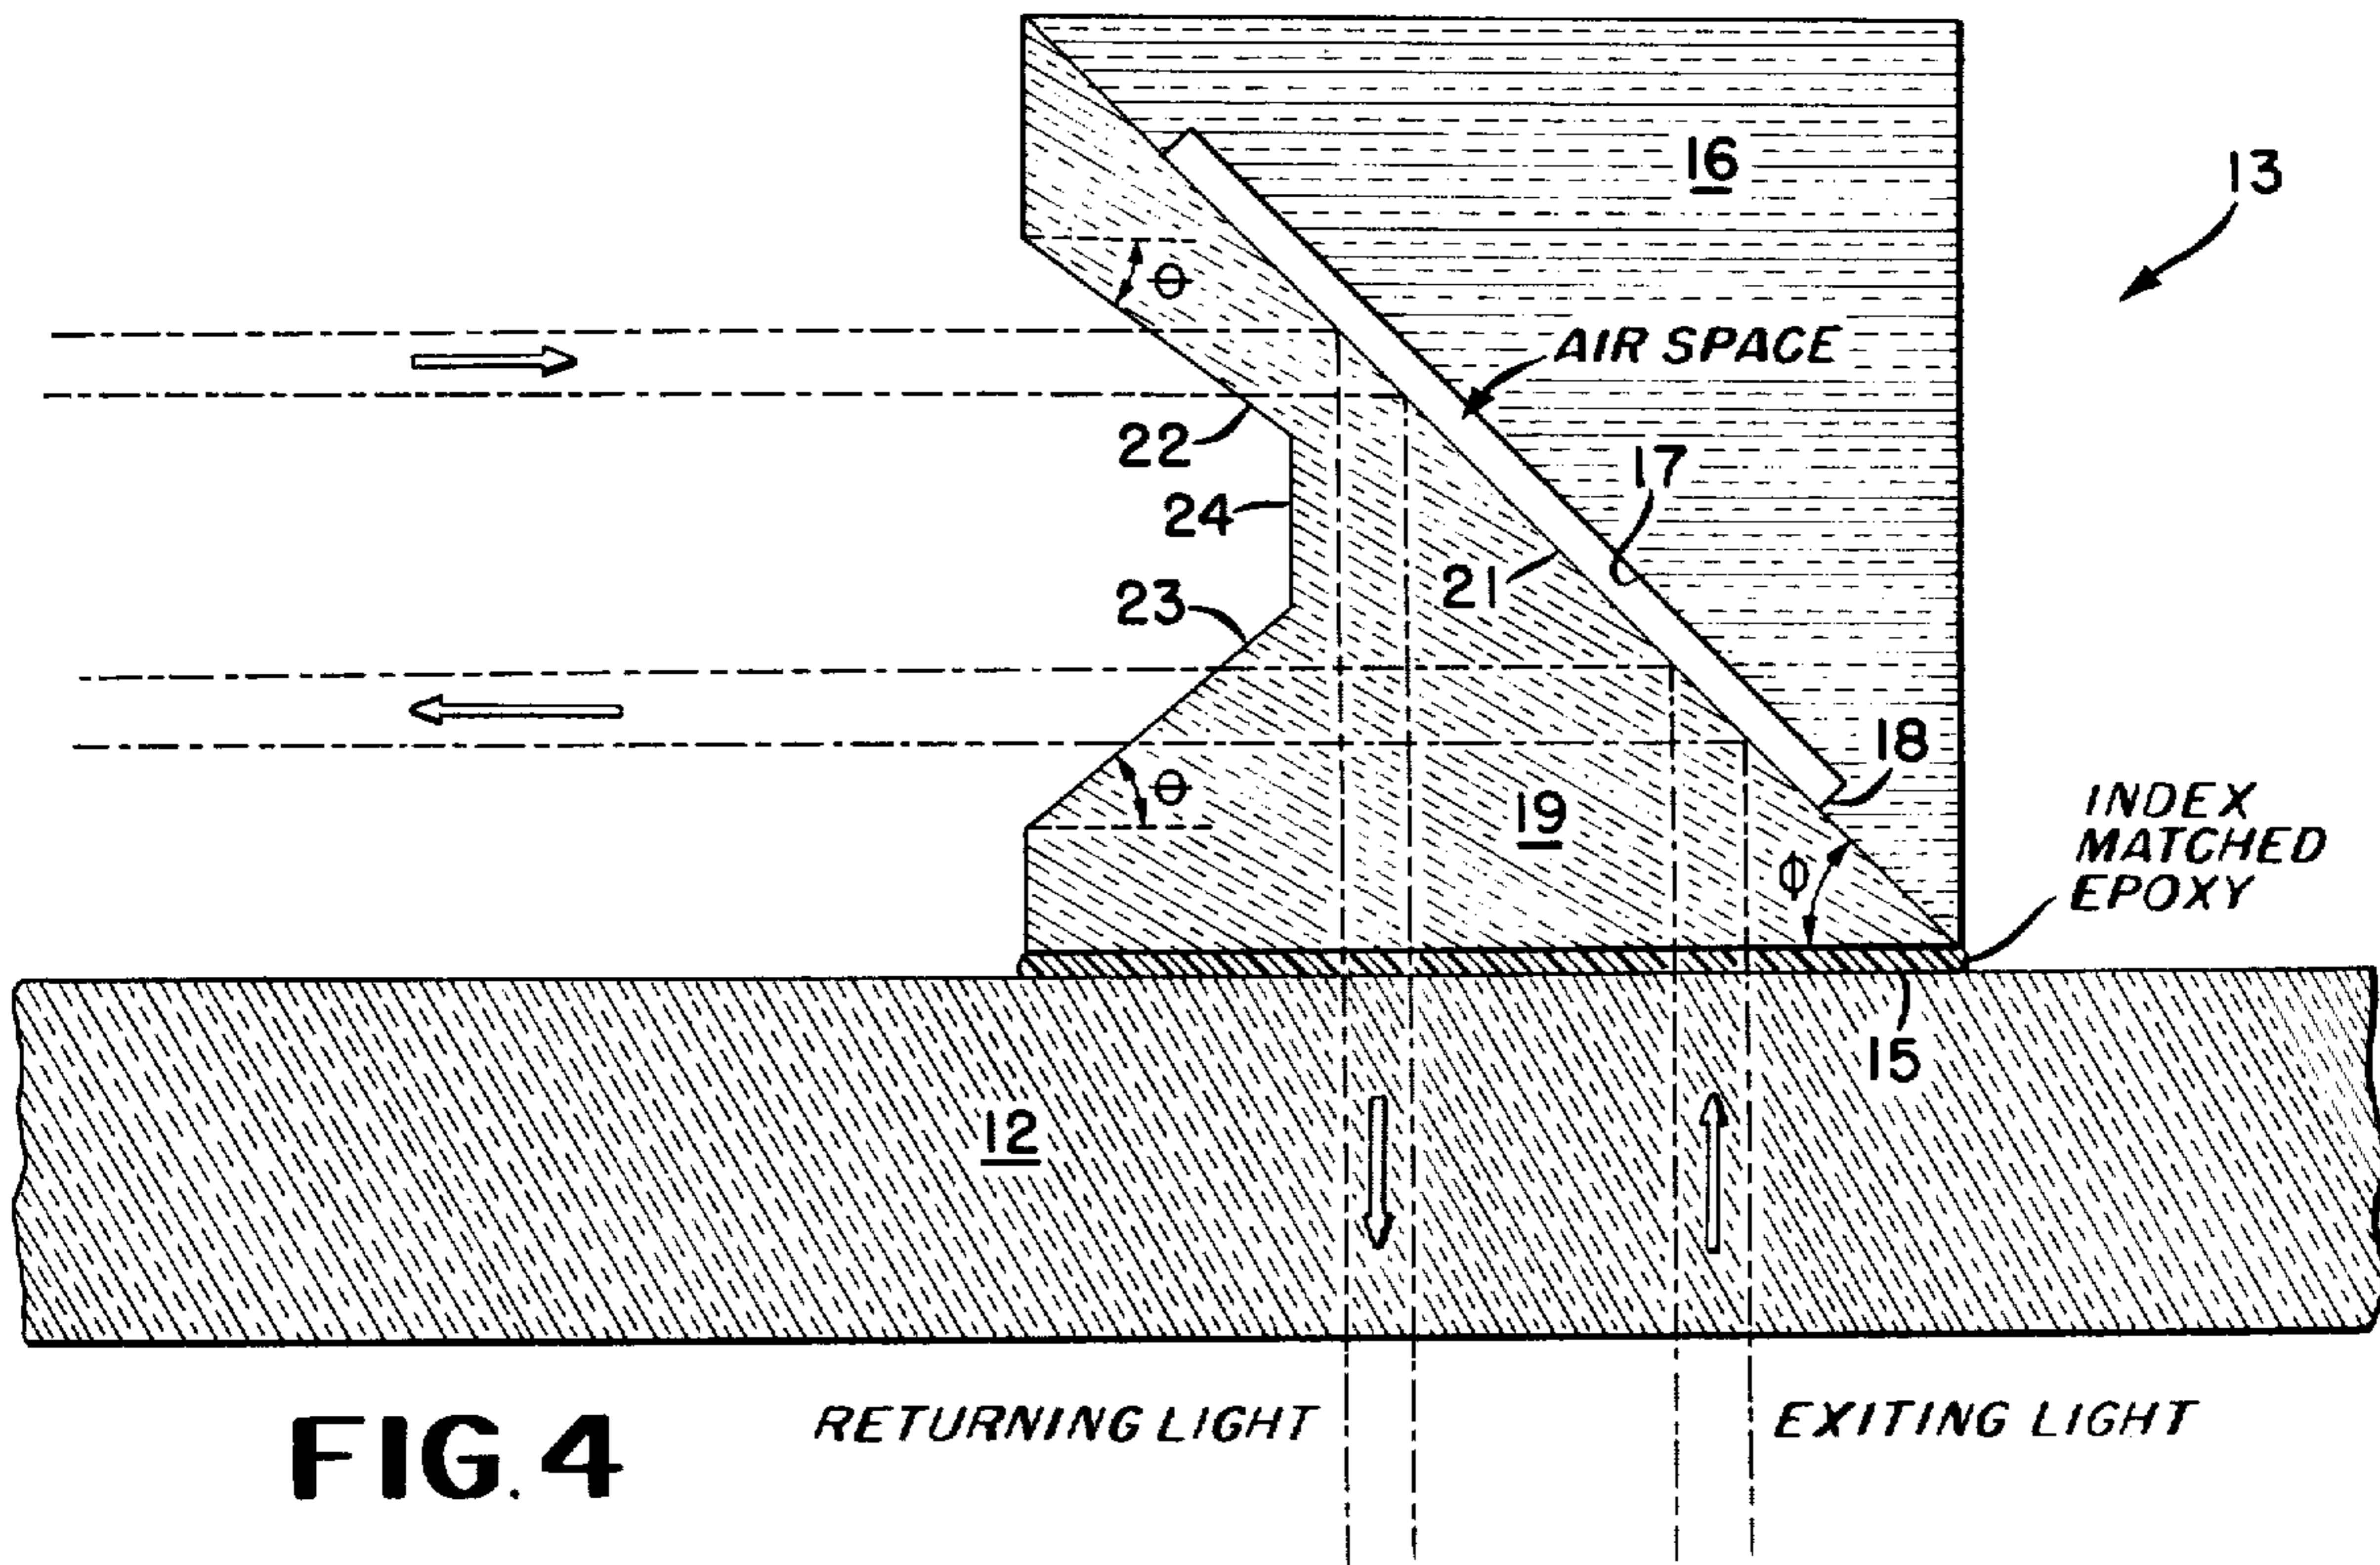 16
13
θ
AIR SPACE
22
17
24
21
23
18
θ
19
INDEX
MATCHED
EPOXY
ϕ
15
12
RETURNING LIGHT
EXITING LIGHT
FIG. 4